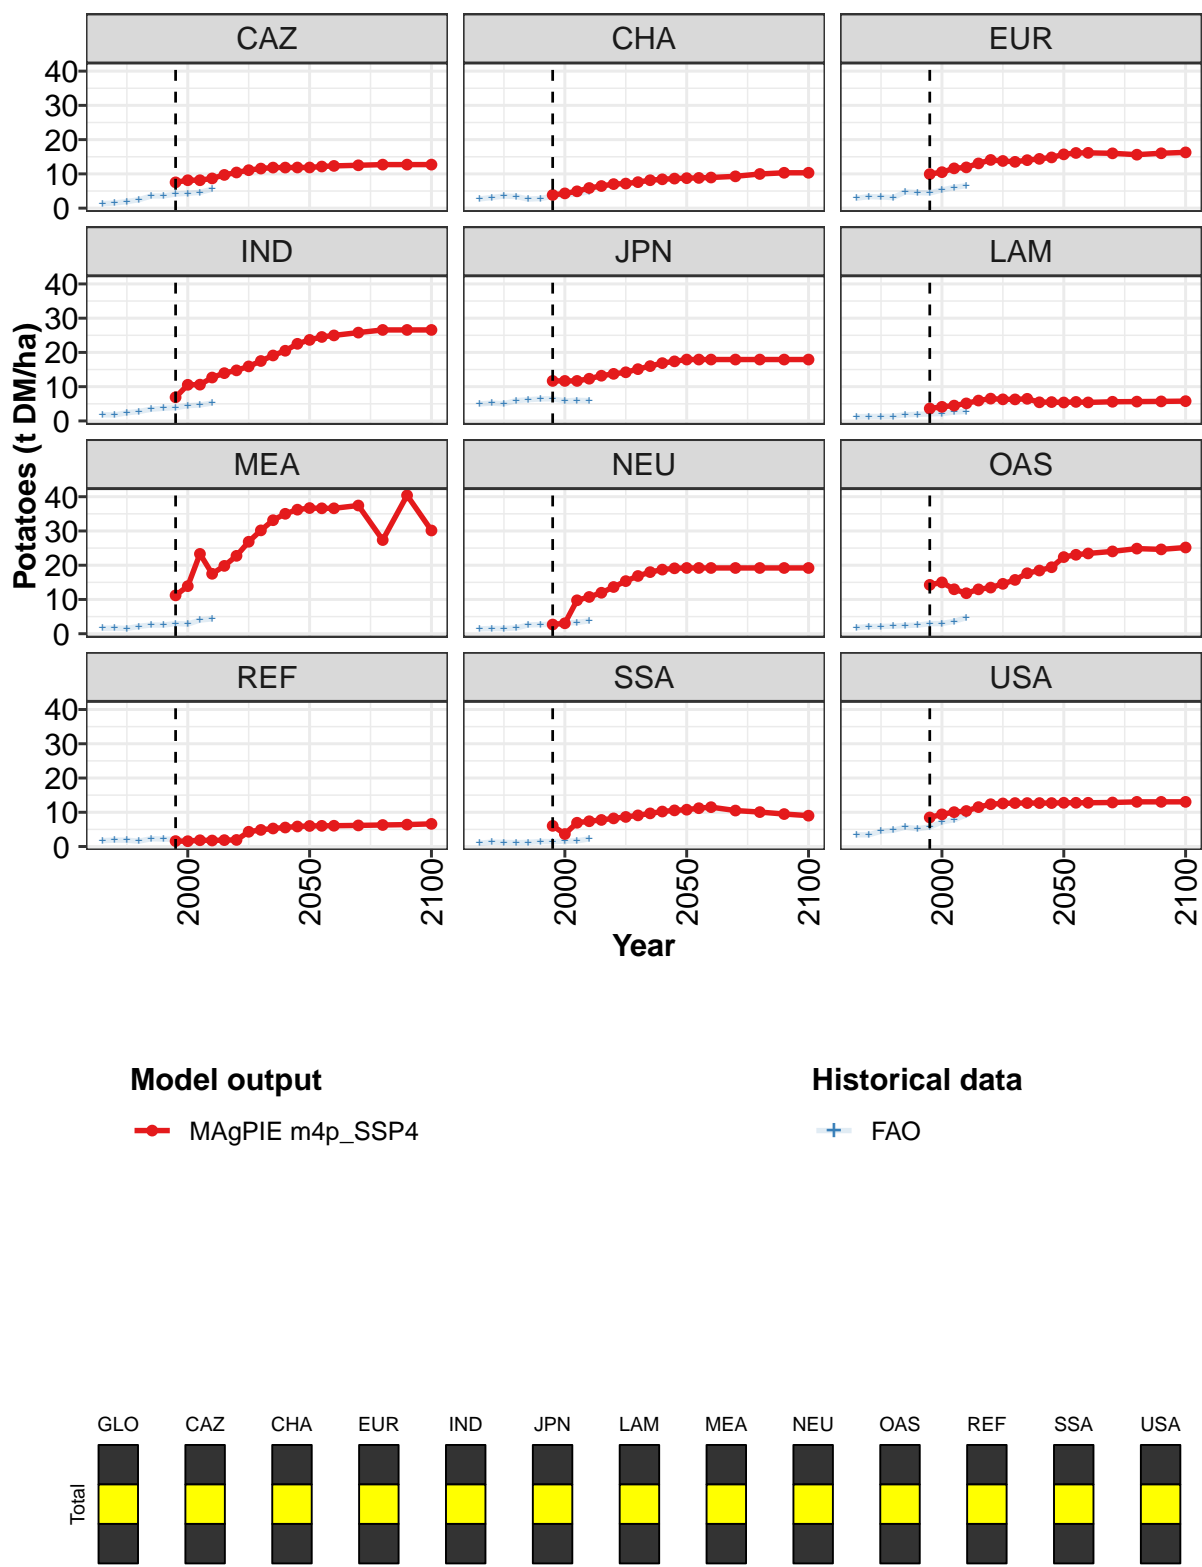 CAZ CHA EUR
40
30
20
10
0
IND JPN LAM
40
30
20
10
0
MEA NEU OAS
40
30
20
10
0
REF SSA USA
40
30
20
10
0
Potatoes (t DM/ha)
2000 2050 2100 2000 2050 2100 2000 2050 2100
Year
Model output Historical data
MAgPIE m4p_SSP4 FAO
GLO CAZ CHA EUR IND JPN LAM MEA NEU OAS REF SSA USA
Total